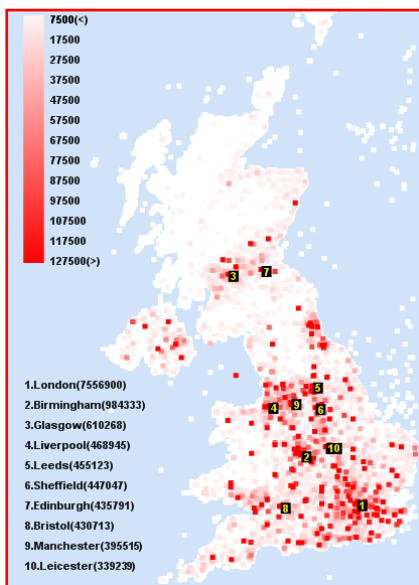 7500(<)
17500
27500
37500
47500
57500
67500
77500
87500
97500
107500
117500
127500(>)
3
7
1.London(7556900)
2.Birmingham(984333)
3.Glasgow(610268)
4.Liverpool(468945)
5.Leeds(455123)
6.Sheffield(447047)
7.Edinburgh(435791)
8.Bristol(430713)
9.Manchester(395515)
10.Leicester(339239)
5
4
9
6
10
2
8
1